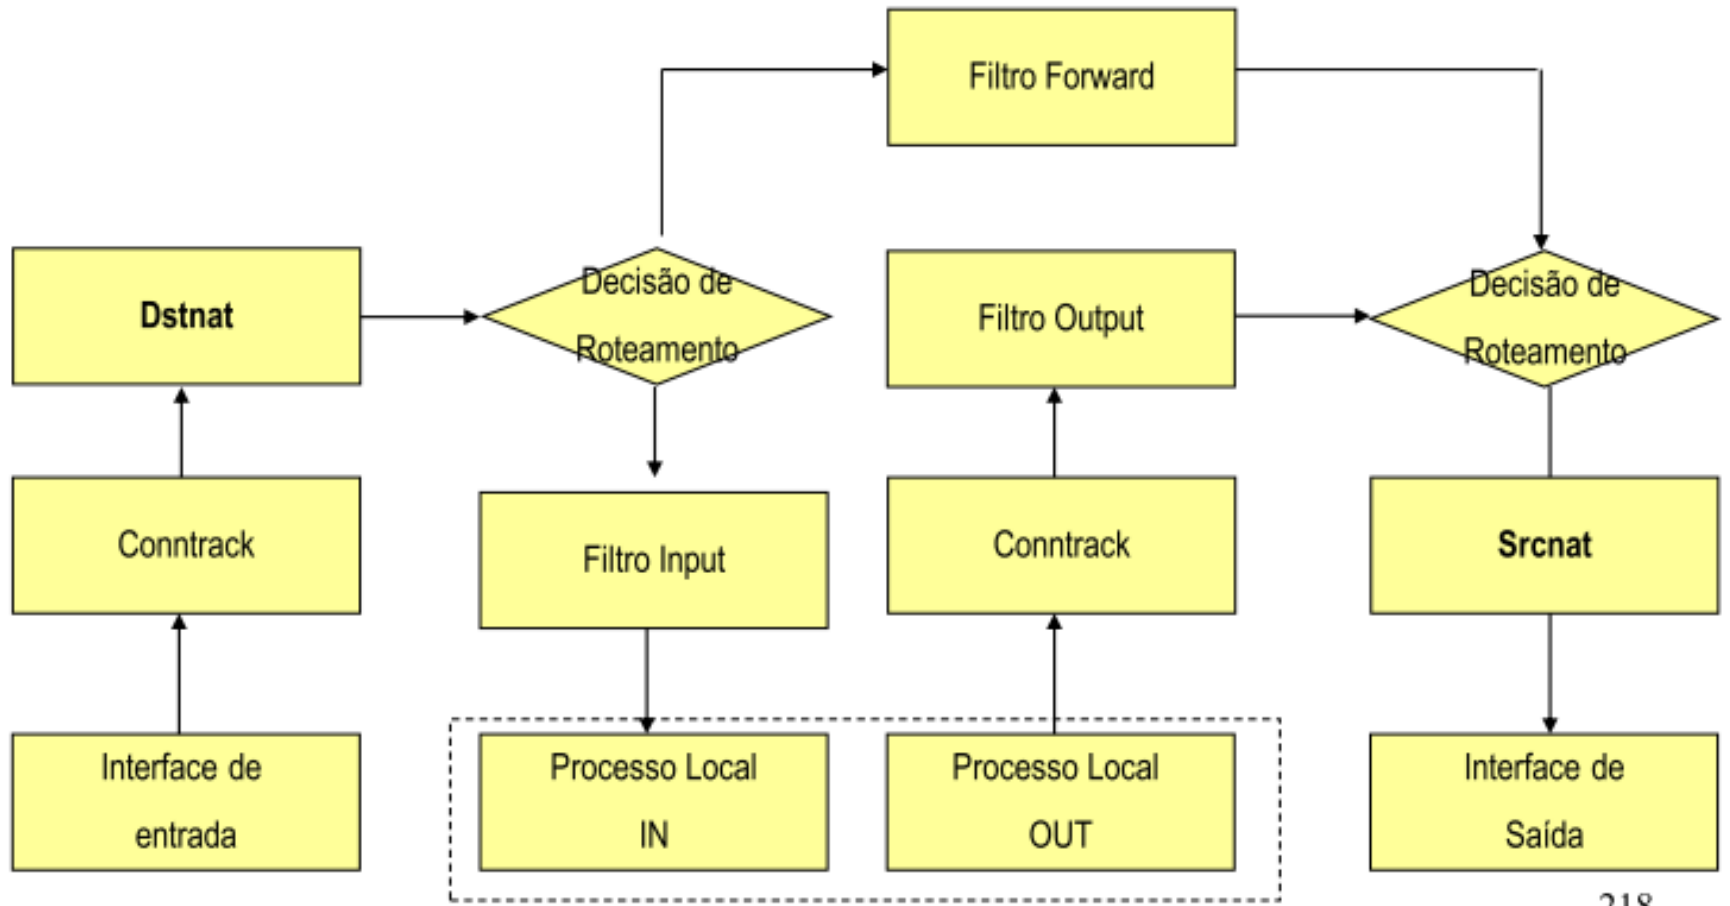 Filtro Forward
Dstnat
Decisão de
Roteamento
Filtro Output
Decisão de
Roteamento
Conntrack
Filtro Input
Conntrack
Srcnat
Interface de
entrada
Processo Local
IN
Processo Local
OUT
Interface de
Saída
218